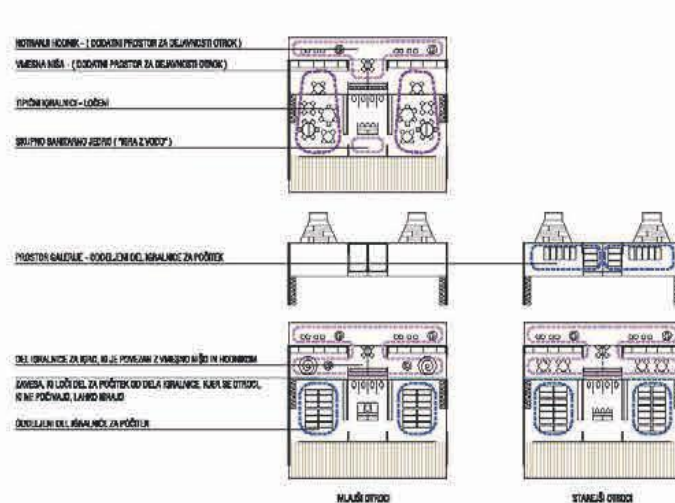 NOTRANJI HODNIK - ( DODATNI PROSTOR ZA DEJAVNOSTI OTROK )
VMESNA NIŠA - ( DODATNI PROSTOR ZA DEJAVNOSTI OTROK )
TIPIČNI IGRALNICI - LOČENI
SKUPNO SANITARNO JEDRO ( "IGRA Z VODO" )
PROSTOR GALERIJE - ODDELJENI DEL IGRALNICE ZA POČITEK
DEL IGRALNICE ZA IGRO, KI JE POVEZAN Z VMESNO NIŠO IN HODNIKOM
ZAVESA, KI LOČI DEL ZA POČITEK OD DELA IGRALNICE, KJER SE OTROCI,
KI NE POČIVAJO, LAHKO IGRAJO
ODDELJENI DEL IGRALNICE ZA POČITEK
MLAJŠI OTROCI
STAREJŠI OTROCI